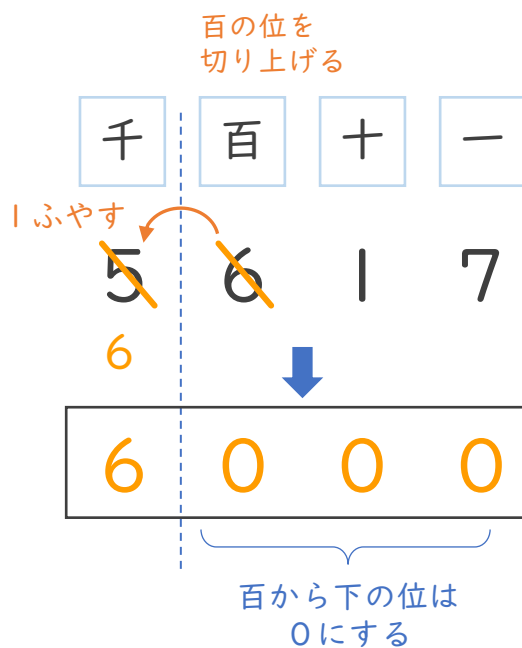 百の位を
切り上げる
千 百 十 一
1ふやす
5 6 1 7
6
6 0 0 0
百から下の位は
0にする